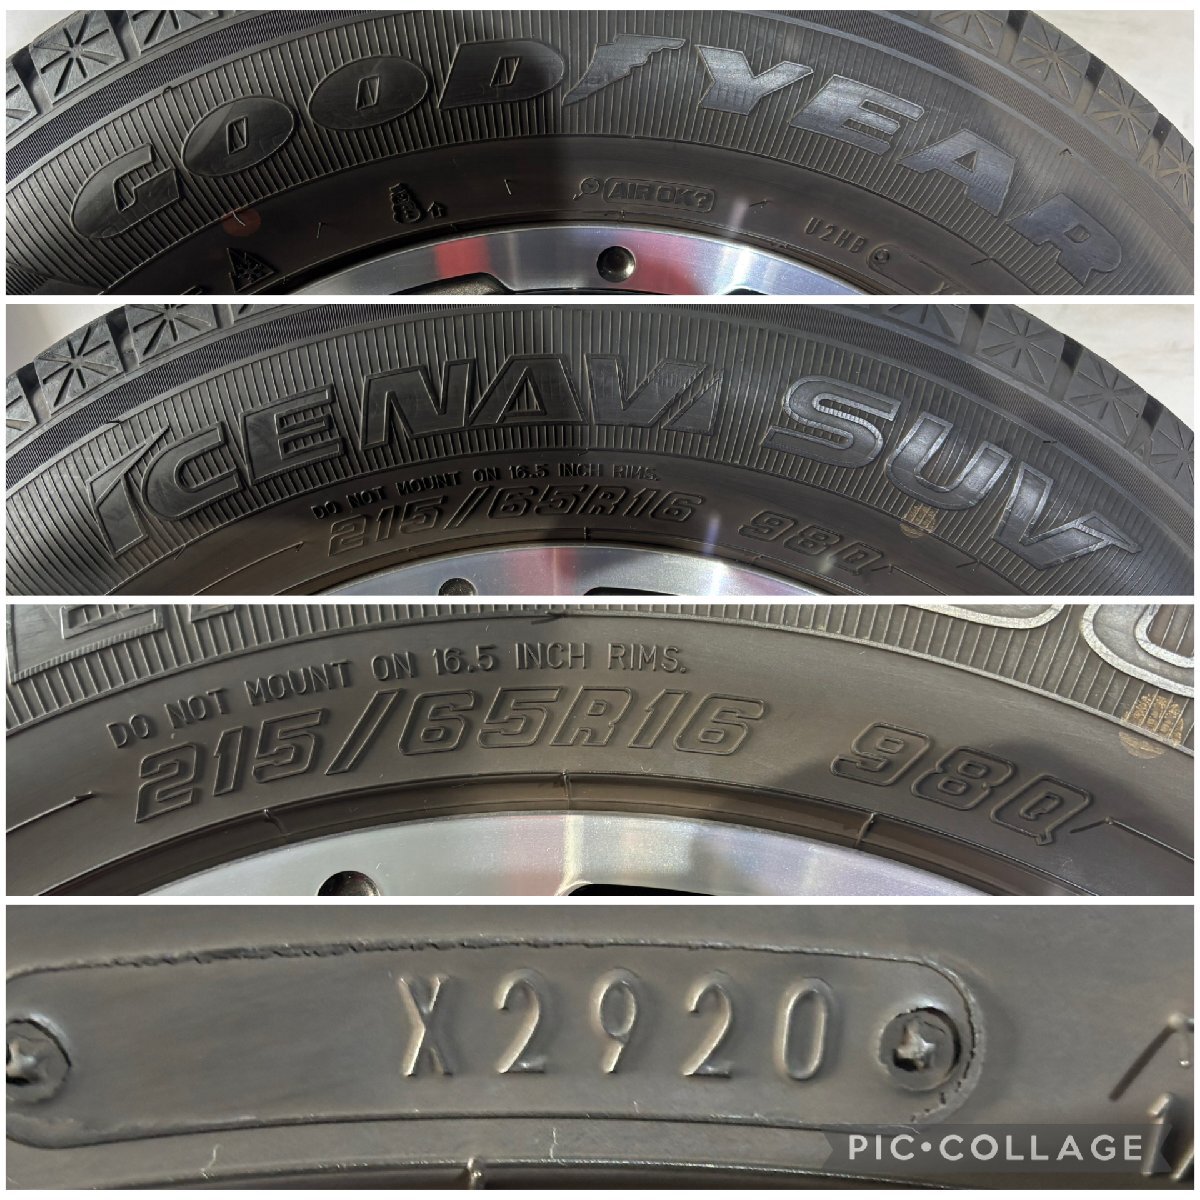 GOODYEAR
AIR OK?
U2HB
ICENAVI SUV
DO NOT MOUNT ON 16.5 INCH RIMS.
215/65R16 98Q
DO NOT MOUNT ON 16.5 INCH RIMS.
215/65R16 98Q
X2920
PIC•COLLAGE